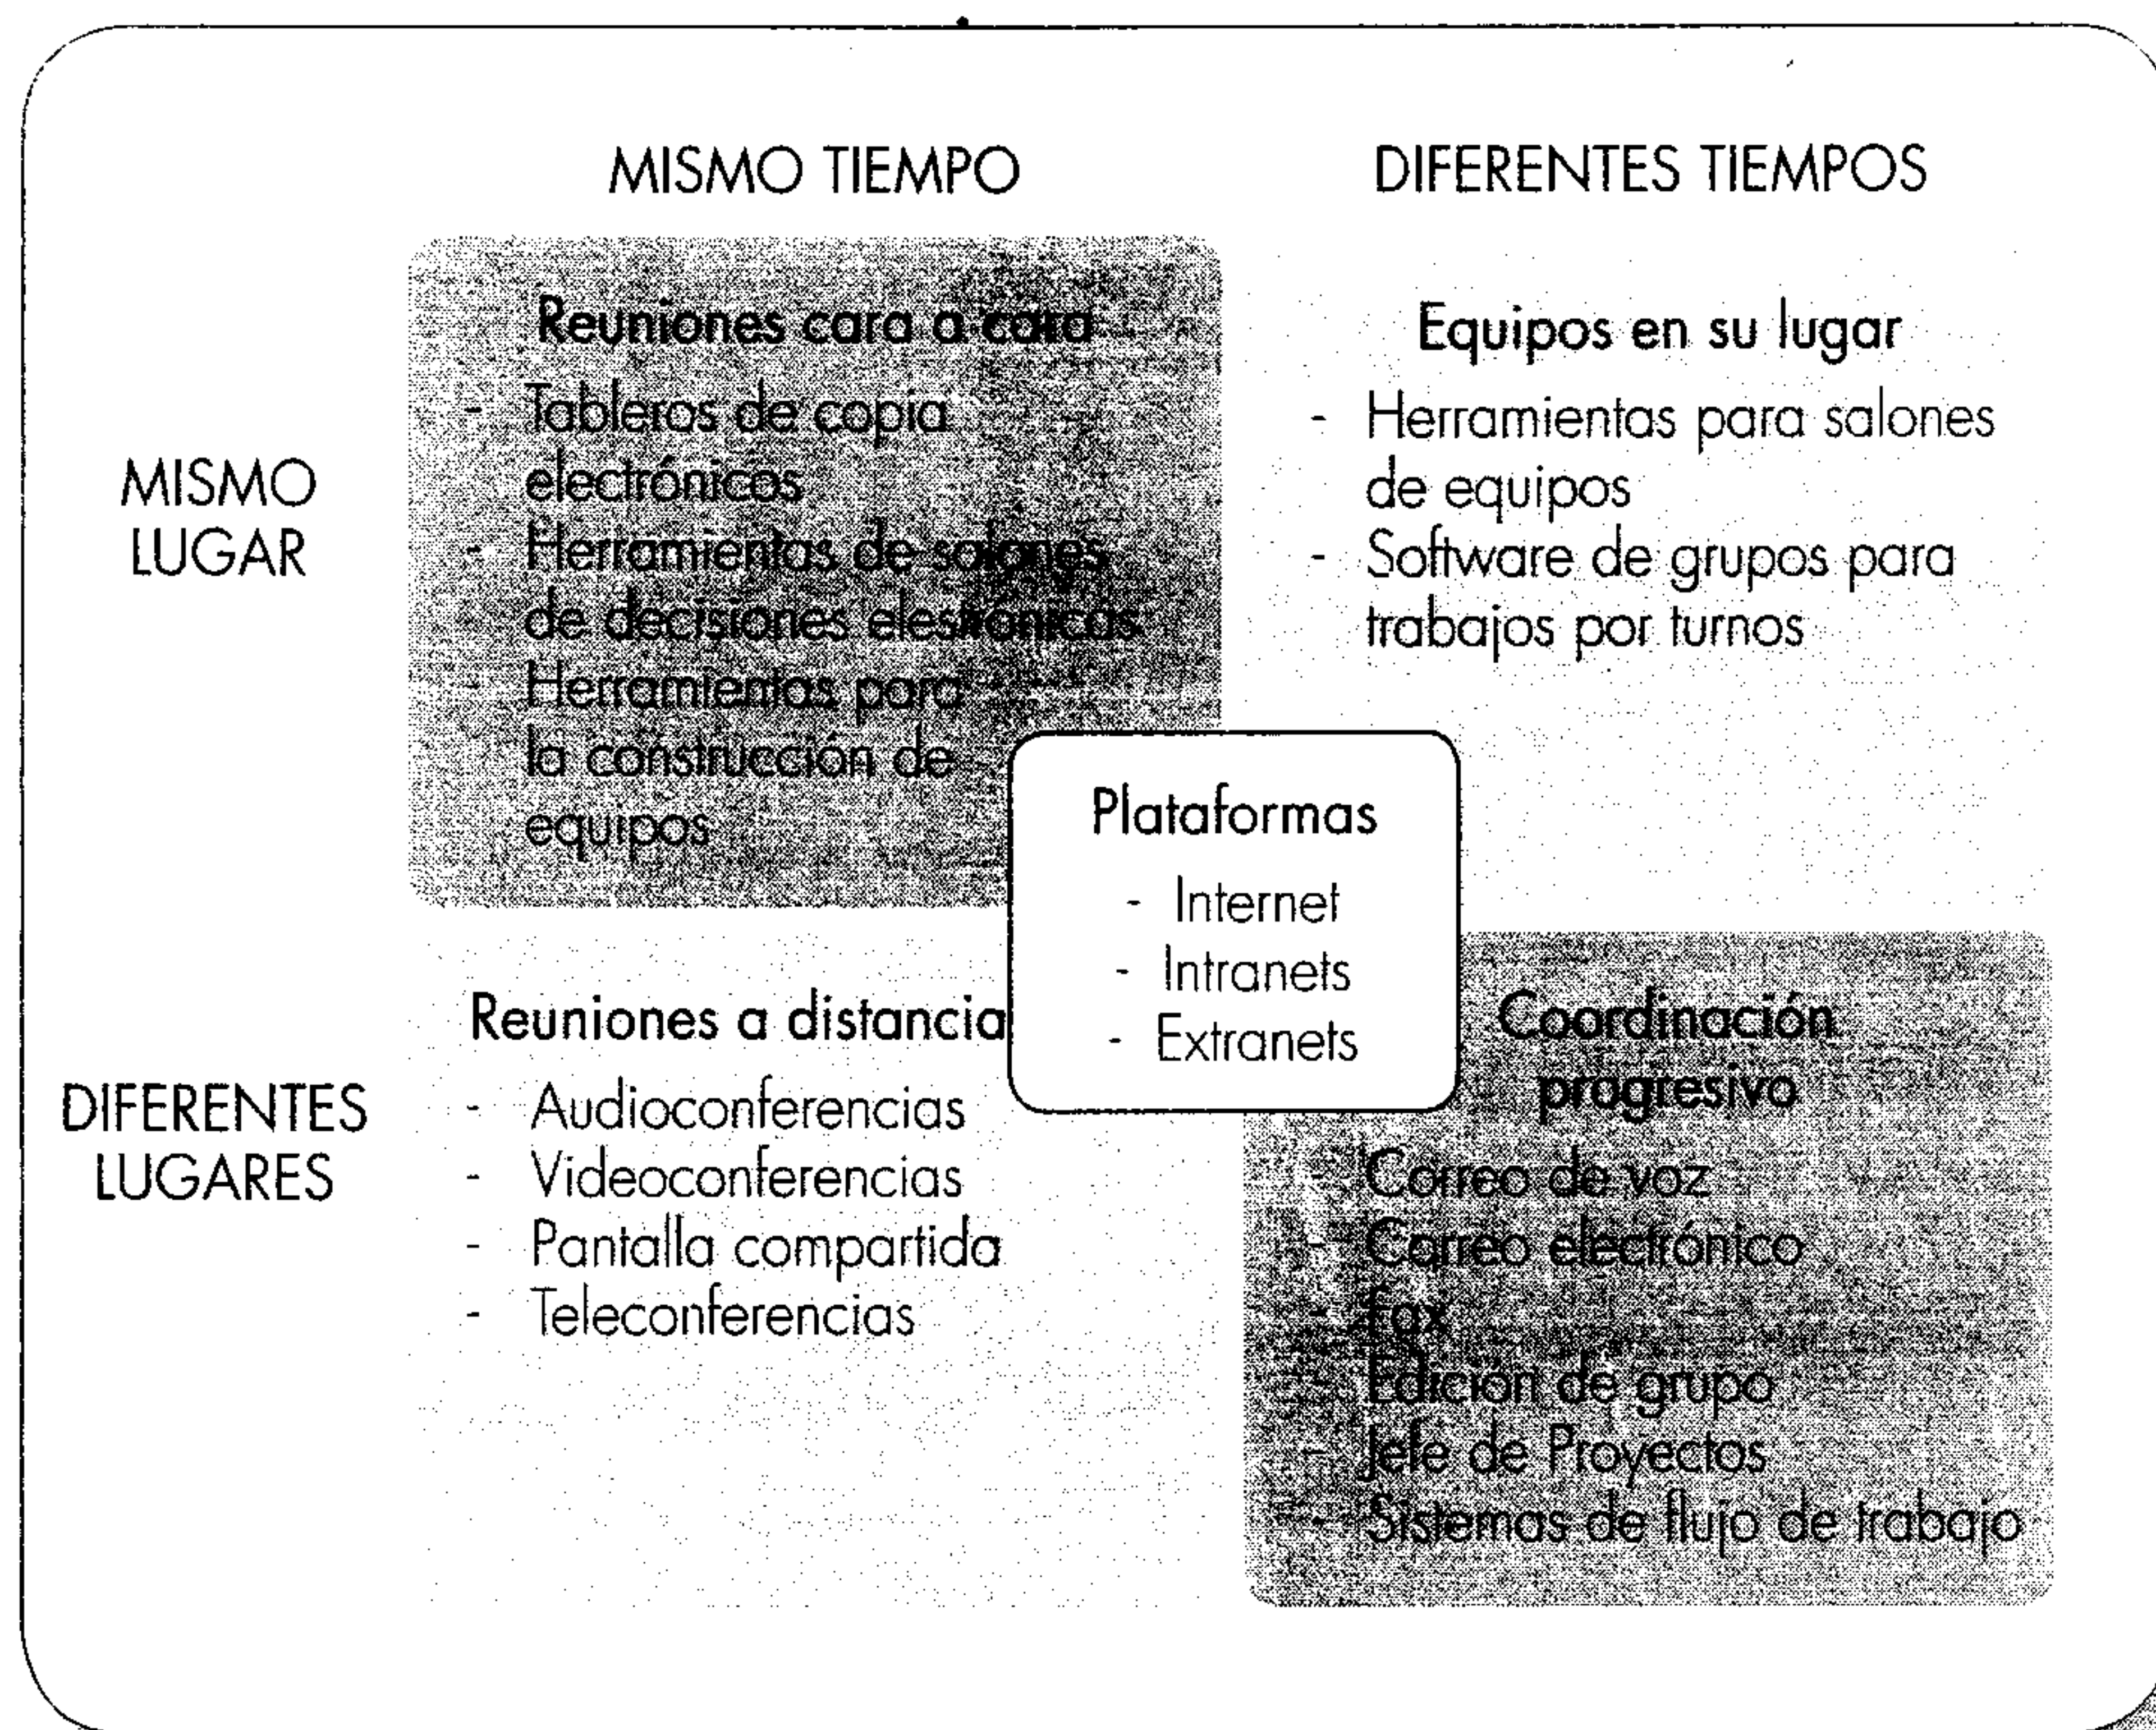 MISMO TIEMPO
DIFERENTES TIEMPOS
MISMO
LUGAR
Reuniones cara a cara
- Tableros de copia
electrónicos
- Herramientas de salones
de decisiones elestrónicas
- Herramientas para
la construcción de
equipos
Equipos en su lugar
- Herramientas para salones
de equipos
- Software de grupos para
trabajos por turnos
Plataformas
- Internet
- Intranets
- Extranets
DIFERENTES
LUGARES
Reuniones a distancia
- Audioconferencias
- Videoconferencias
- Pantalla compartida
- Teleconferencias
Coordinación
progresivo
- Correo de voz
- Correo electrónico
- Fax
- Edición de grupo
- Jefe de Proyectos
- Sistemas de flujo de trabajo